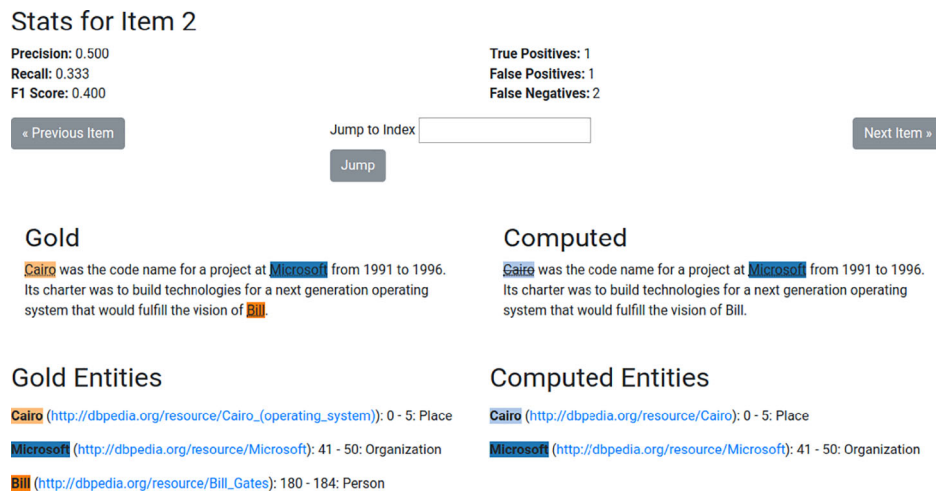 Stats for Item 2
Precision: 0.500
Recall: 0.333
F1 Score: 0.400
True Positives: 1
False Positives: 1
False Negatives: 2
« Previous Item
Jump to Index
Jump
Next Item »
Gold
Cairo was the code name for a project at Microsoft from 1991 to 1996.
Its charter was to build technologies for a next generation operating
system that would fulfill the vision of Bill.
Computed
Cairo was the code name for a project at Microsoft from 1991 to 1996.
Its charter was to build technologies for a next generation operating
system that would fulfill the vision of Bill.
Gold Entities
Cairo (http://dbpedia.org/resource/Cairo_(operating_system)): 0 - 5: Place
Microsoft (http://dbpedia.org/resource/Microsoft): 41 - 50: Organization
Bill (http://dbpedia.org/resource/Bill_Gates): 180 - 184: Person
Computed Entities
Cairo (http://dbpedia.org/resource/Cairo): 0 - 5: Place
Microsoft (http://dbpedia.org/resource/Microsoft): 41 - 50: Organization